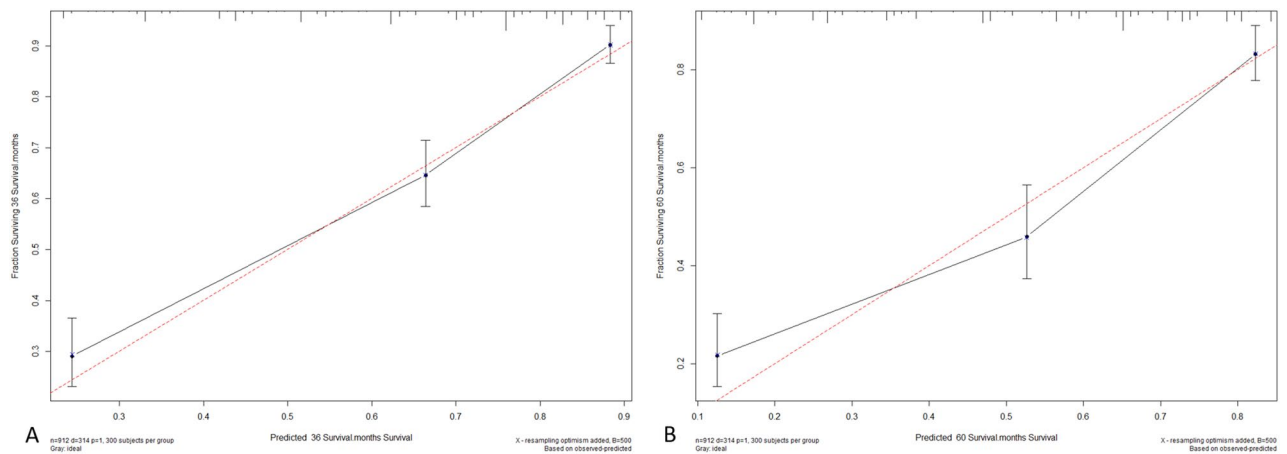 Fraction Surviving 36 Survival.months
0.9
0.8
0.7
0.6
0.5
0.4
0.3
0.3 0.4 0.5 0.6 0.7 0.8 0.9
A
n=912 d=314 p=1, 300 subjects per group
Gray: ideal
Predicted 36 Survival.months Survival
X - resampling optimism added, B=500
Based on observed-predicted
Fraction Surviving 60 Survival.months
0.8
0.6
0.4
0.2
0.1 0.2 0.3 0.4 0.5 0.6 0.7 0.8
B
n=912 d=314 p=1, 300 subjects per group
Gray: ideal
Predicted 60 Survival.months Survival
X - resampling optimism added, B=500
Based on observed-predicted